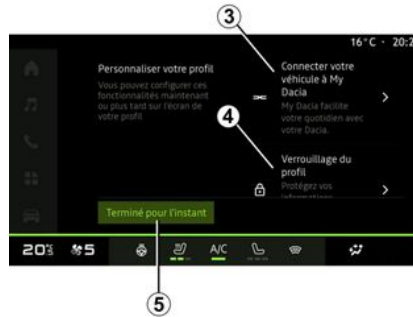 3
16°C · 20:2
Personnaliser votre profil
Vous pouvez configurer ces
fonctionnalités maintenant
ou plus tard sur l'écran de
votre profil
Connecter votre
véhicule à My
Dacia
My Dacia facilite
votre quotidien avec
votre Dacia.
4
Verrouillage du
profil
Protégez vos
informations
Terminé pour l'instant
20
5
A/C
5